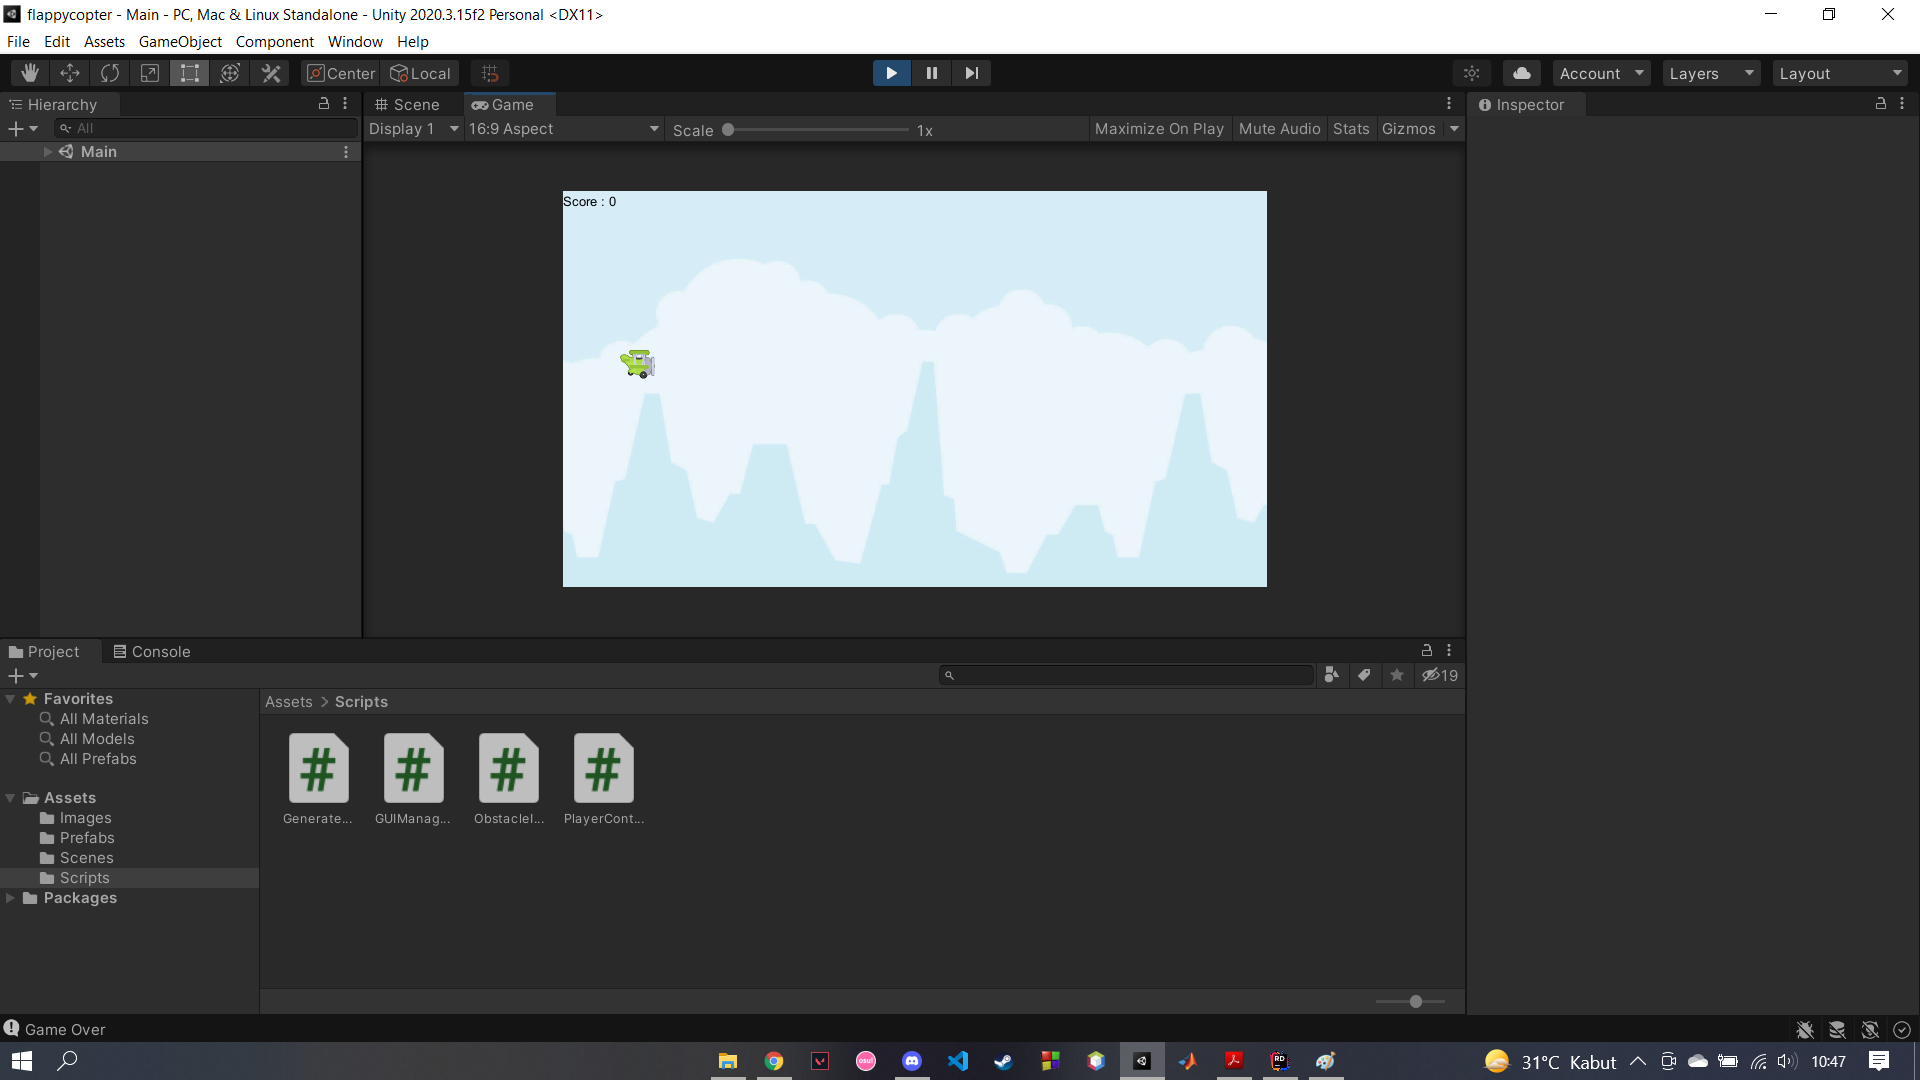 flappycopter - Main - PC, Mac & Linux Standalone - Unity 2020.3.15f2 Personal <DX11>
File Edit Assets GameObject Component Window Help
Center Local Account Layers Layout
Hierarchy
All
Main
Scene Game
Display 1 16:9 Aspect Scale 1x Maximize On Play Mute Audio Stats Gizmos
Score : 0
Inspector
Project Console
19
Favorites
All Materials
All Models
All Prefabs
Assets
Images
Prefabs
Scenes
Scripts
Packages
Assets > Scripts
Generate... GUIManag... ObstacleI... PlayerCont...
Game Over
31°C Kabut 10:47